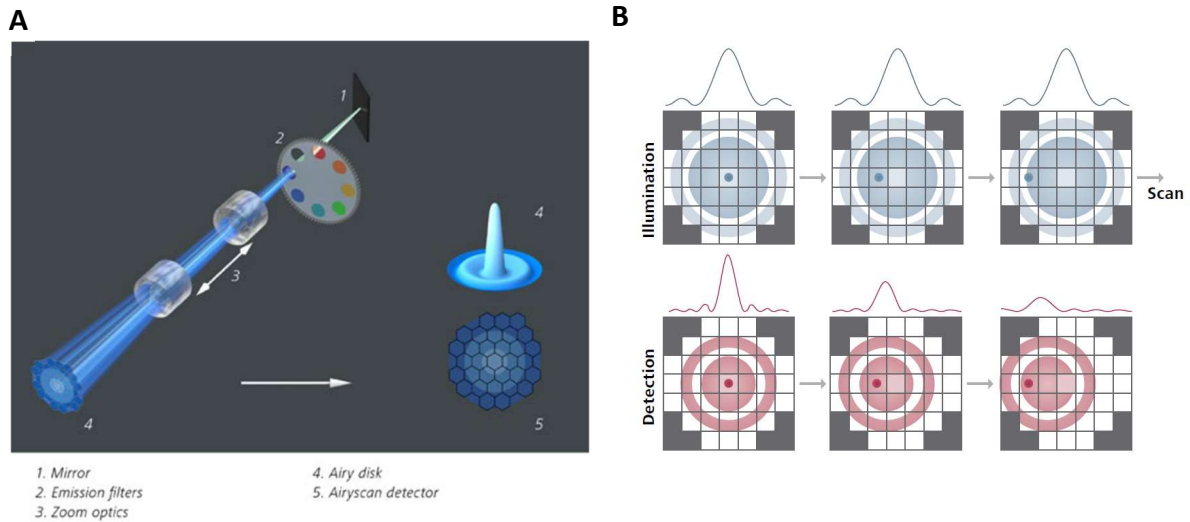 A
1
2
3
4
4
5
1. Mirror
2. Emission filters
3. Zoom optics
4. Airy disk
5. Airyscan detector
B
Illumination
Scan
Detection